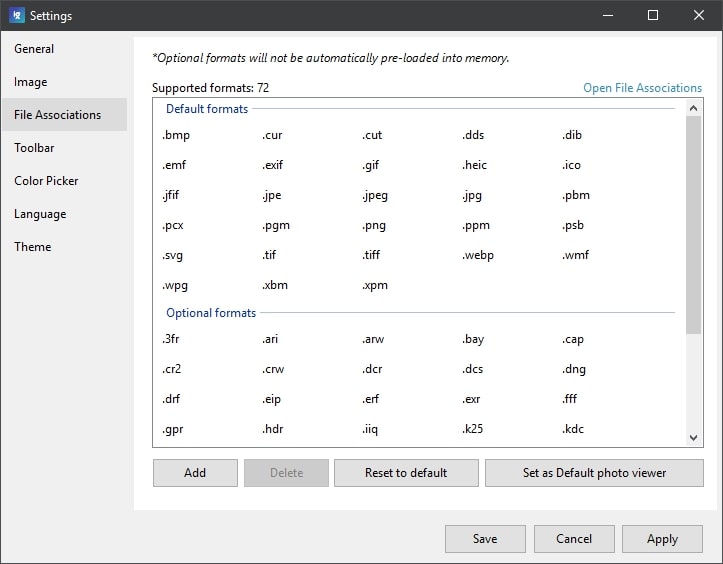 Settings
General
Image
File Associations
Toolbar
Color Picker
Language
Theme
*Optional formats will not be automatically pre-loaded into memory.
Supported formats: 72 Open File Associations
Default formats
.bmp .cur .cut .dds .dib
.emf .exif .gif .heic .ico
.jfif .jpe .jpeg .jpg .pbm
.pcx .pgm .png .ppm .psb
.svg .tif .tiff .webp .wmf
.wpg .xbm .xpm
Optional formats
.3fr .ari .arw .bay .cap
.cr2 .crw .dcr .dcs .dng
.drf .eip .erf .exr .fff
.gpr .hdr .iiq .k25 .kdc
Add Delete Reset to default Set as Default photo viewer
Save Cancel Apply